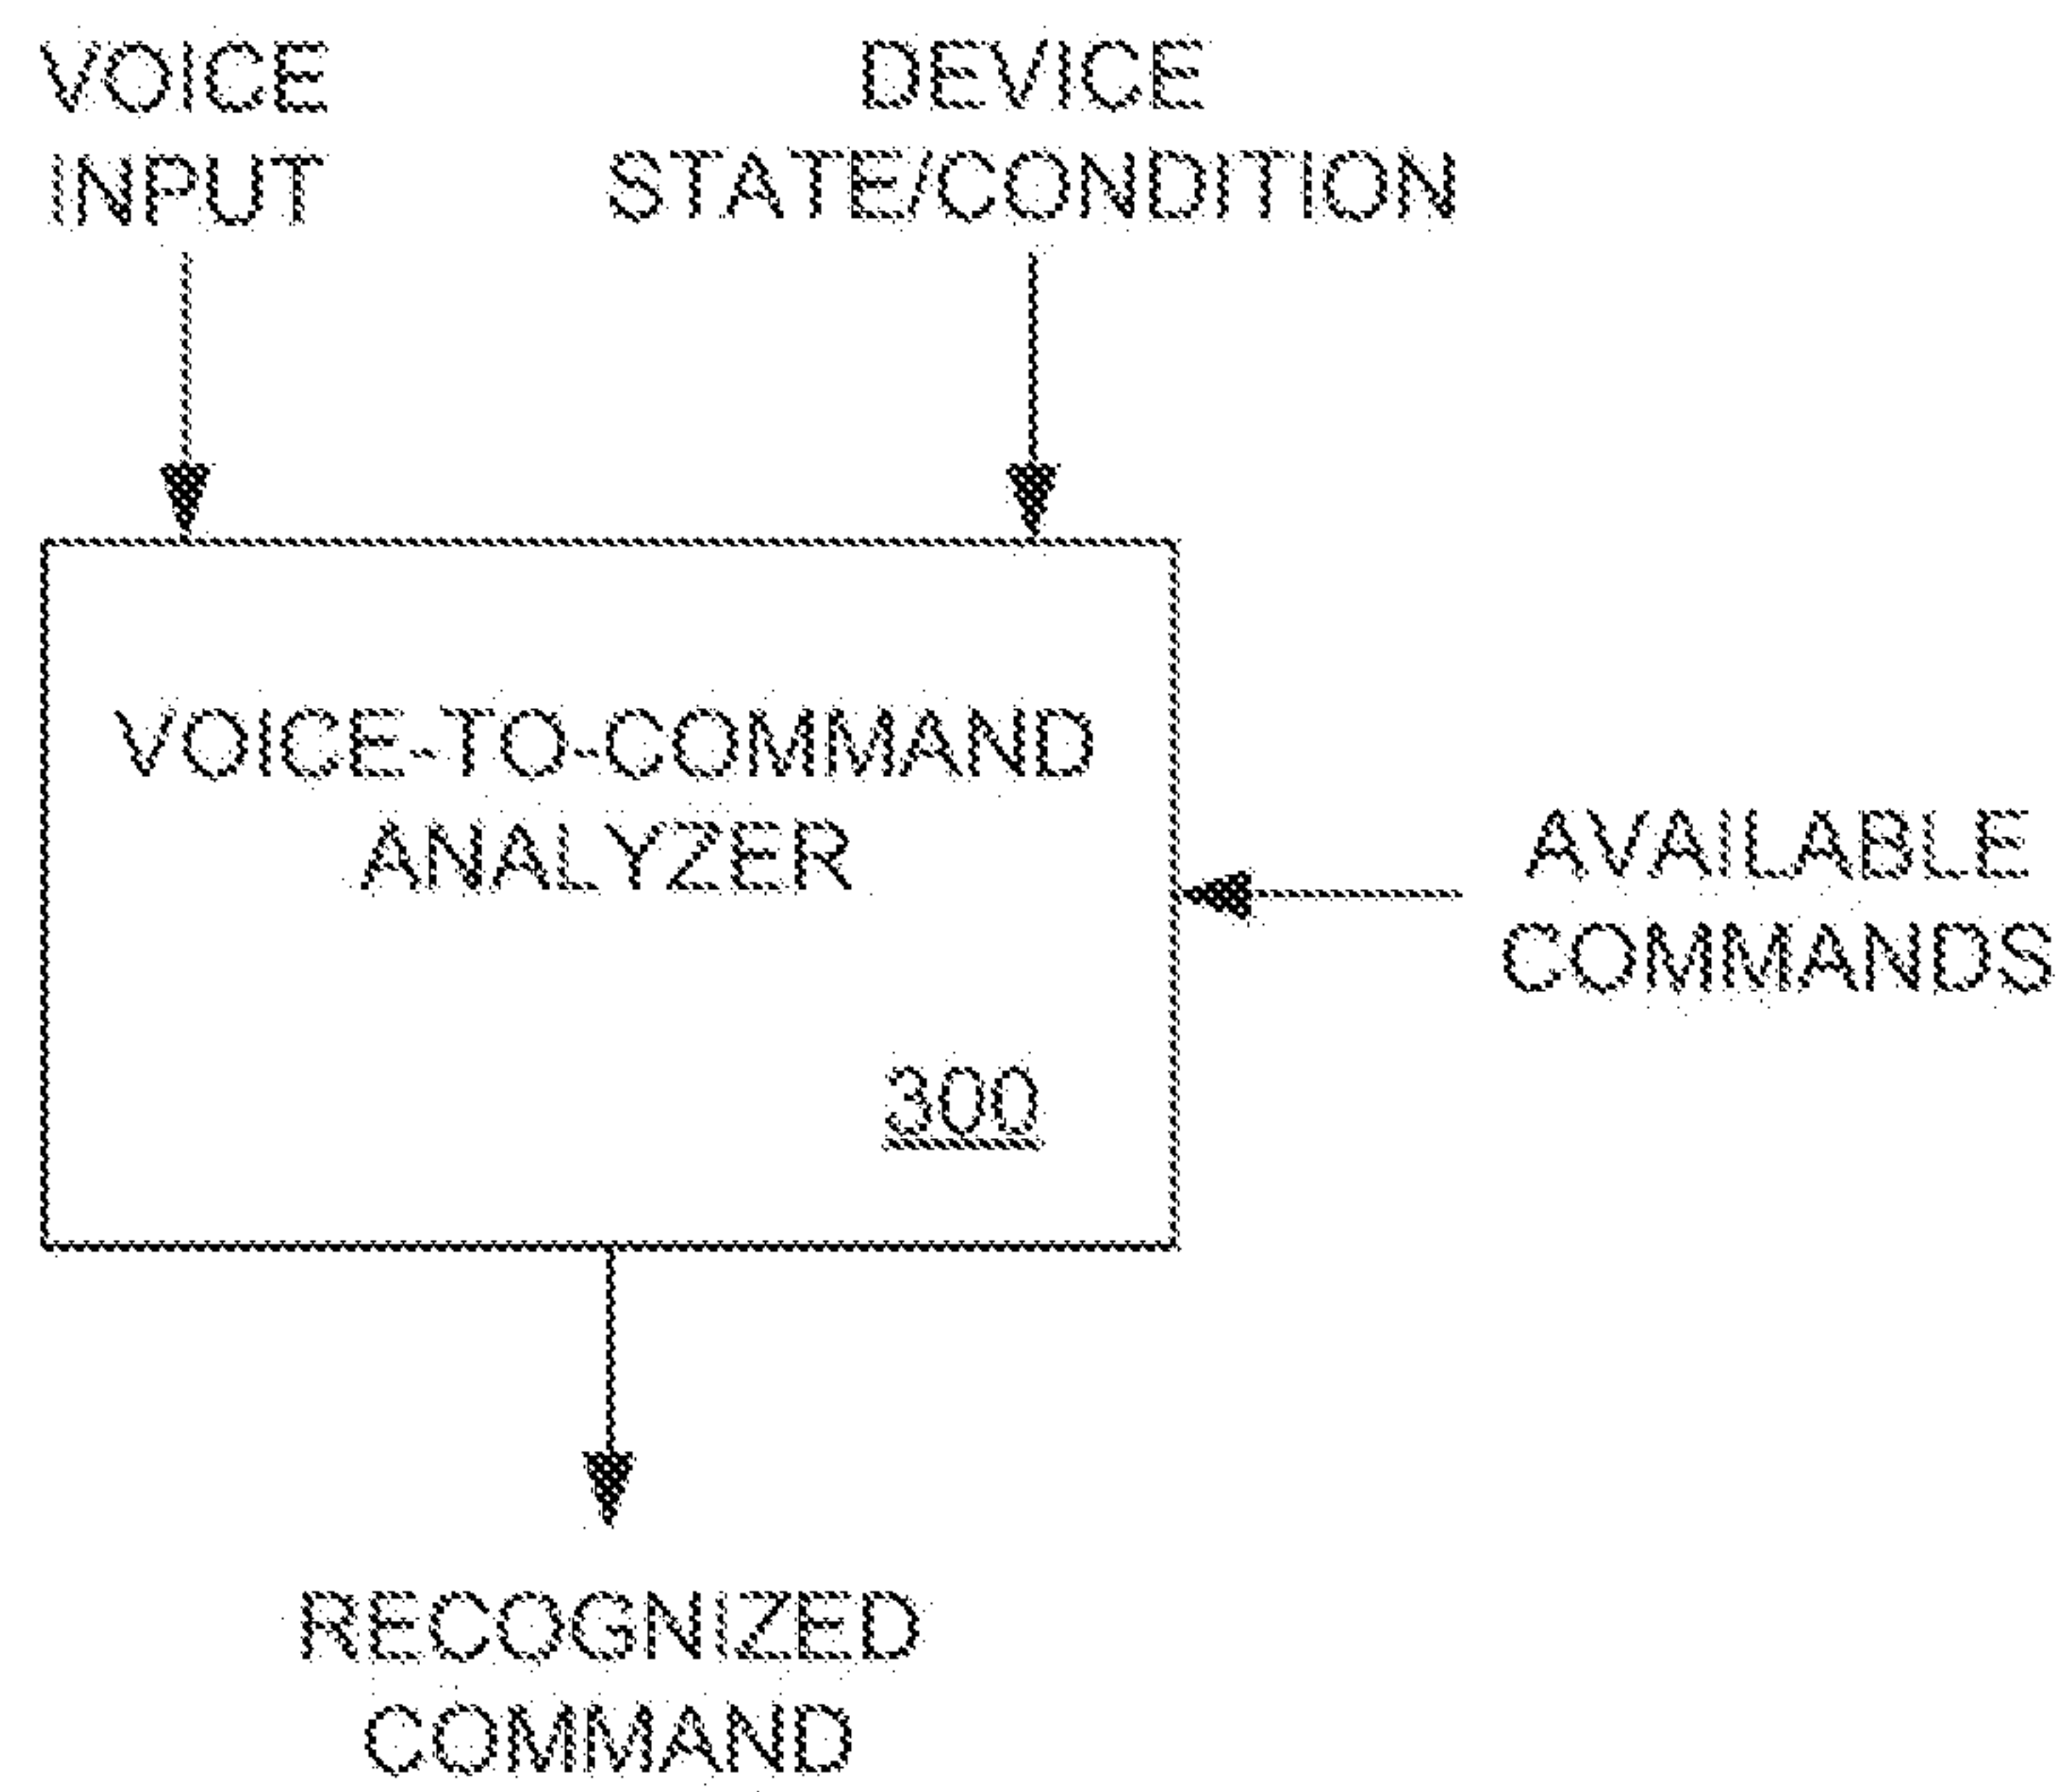 VOICE
INPUT
DEVICE
STATE/CONDITION
VOICE-TO-COMMAND
ANALYZER
300
AVAILABLE
COMMANDS
RECOGNIZED
COMMAND